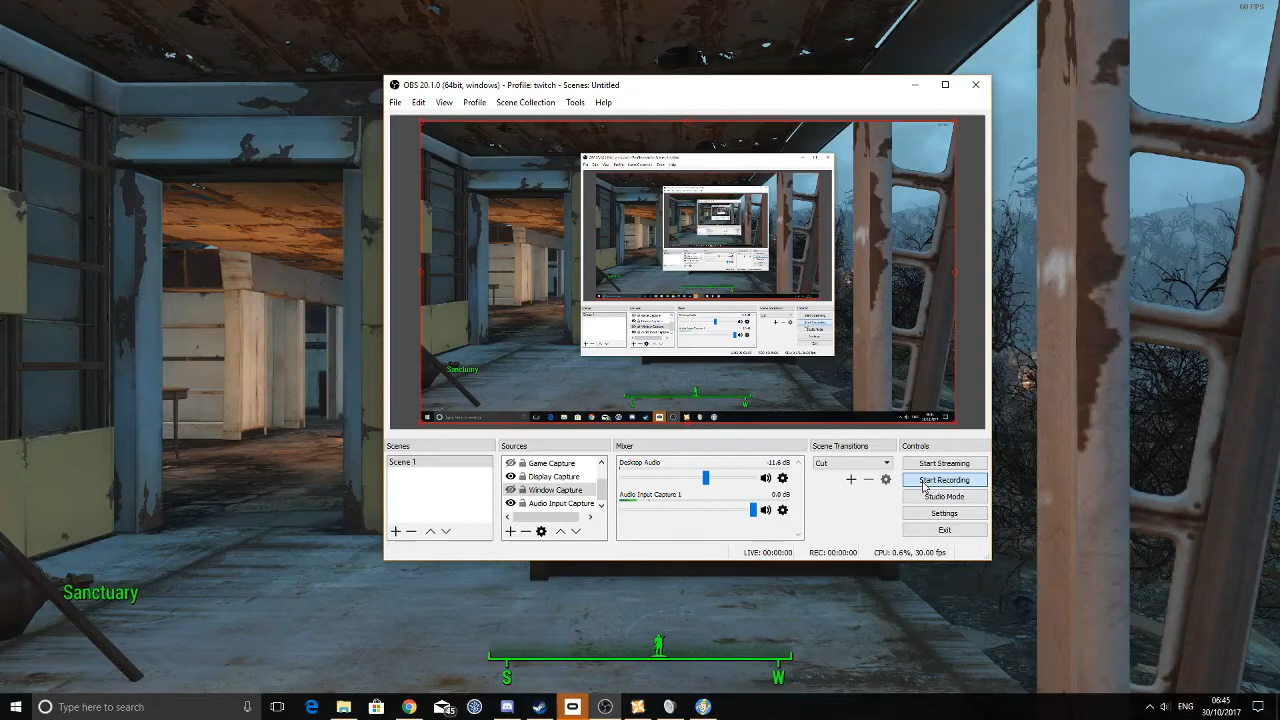 60 FPS
OBS 20.1.0 (64bit, windows) - Profile: twitch - Scenes: Untitled
File Edit View Profile Scene Collection Tools Help
Sanctuary
Scenes Sources Mixer Scene Transitions Controls
Scene 1
Game Capture
Display Capture
Window Capture
Audio Input Capture
Desktop Audio -11.6 dB
Audio Input Capture 1 0.0 dB
Cut
Start Streaming
Start Recording
Studio Mode
Settings
Exit
LIVE: 00:00:00 REC: 00:00:00 CPU: 0.6%, 30.00 fps
Sanctuary
S W
Type here to search
45
ENG
06:45
30/10/2017